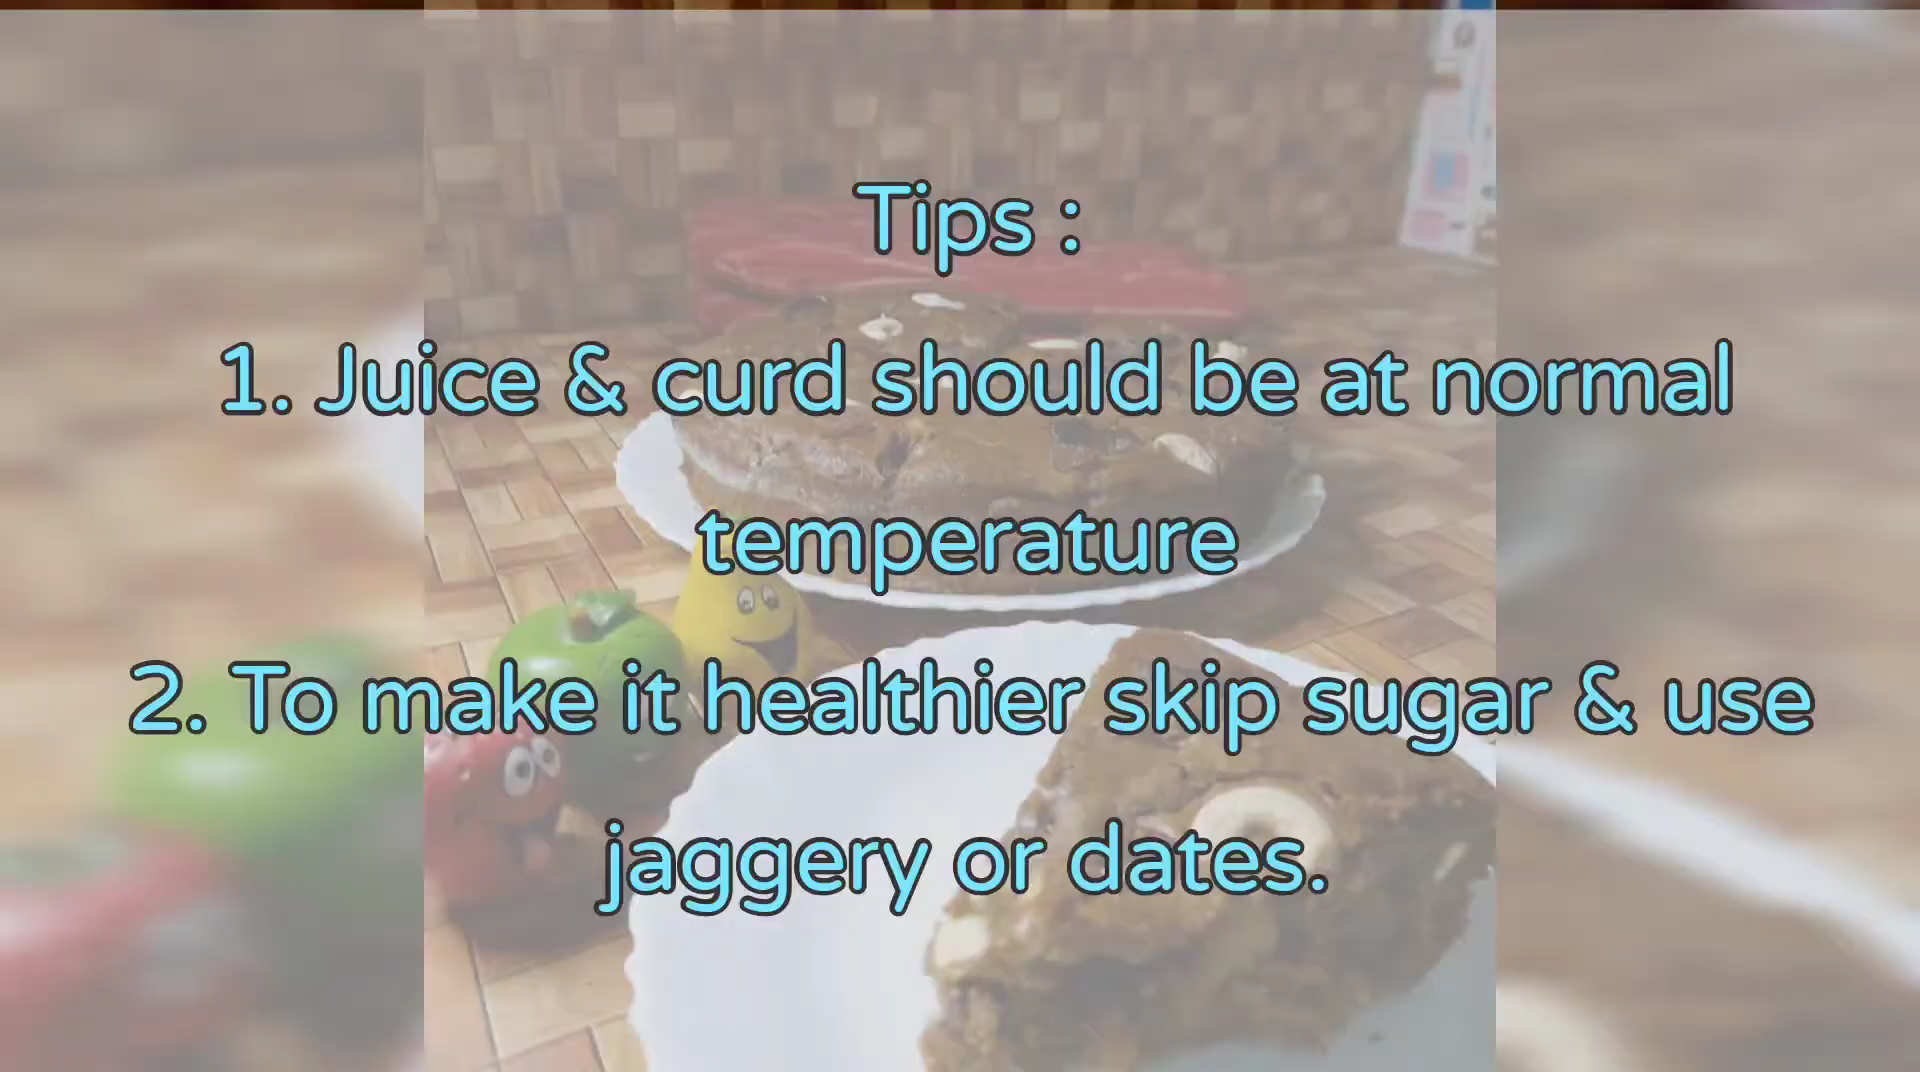 Tips :
1. Juice & curd should be at normal
temperature
2. To make it healthier skip sugar & use
jaggery or dates.